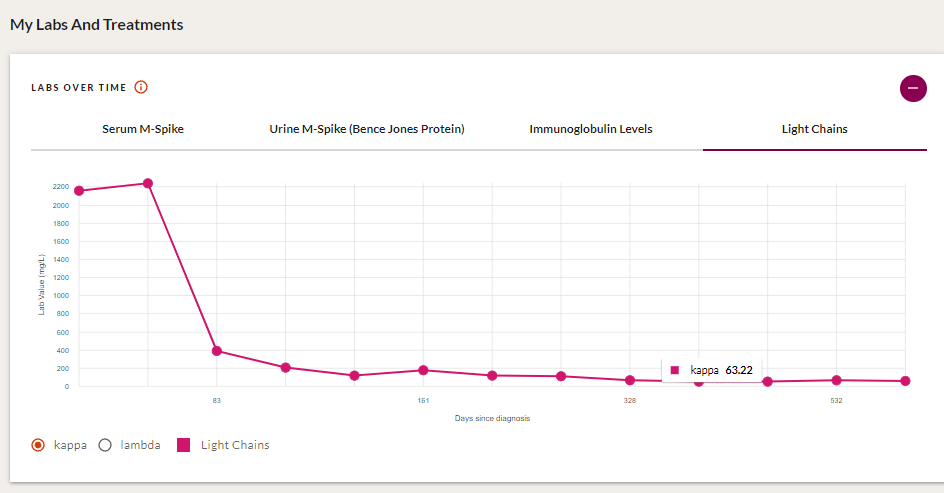 My Labs And Treatments
LABS OVER TIME
Serum M-Spike Urine M-Spike (Bence Jones Protein) Immunoglobulin Levels Light Chains
2200
2000
1800
1600
1400
1200
1000
800
600
400
200
0
Lab Value (mg/L)
kappa 63.22
83 161 328 532
Days since diagnosis
kappa lambda Light Chains